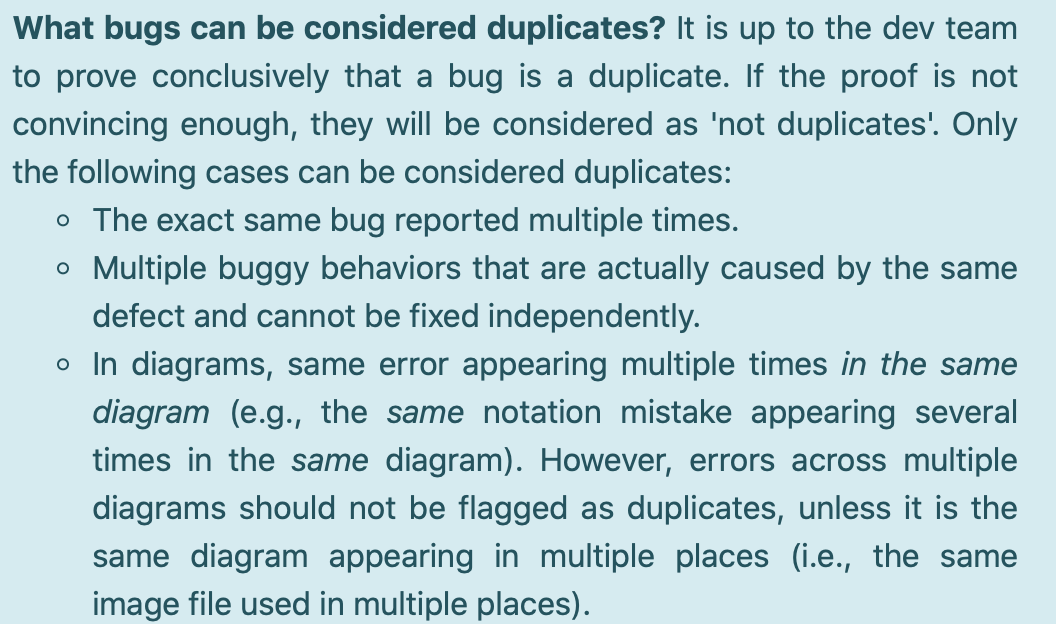 What bugs can be considered duplicates? It is up to the dev team
to prove conclusively that a bug is a duplicate. If the proof is not
convincing enough, they will be considered as 'not duplicates'. Only
the following cases can be considered duplicates:
◦ The exact same bug reported multiple times.
◦ Multiple buggy behaviors that are actually caused by the same
defect and cannot be fixed independently.
◦ In diagrams, same error appearing multiple times in the same
diagram (e.g., the same notation mistake appearing several
times in the same diagram). However, errors across multiple
diagrams should not be flagged as duplicates, unless it is the
same diagram appearing in multiple places (i.e., the same
image file used in multiple places).